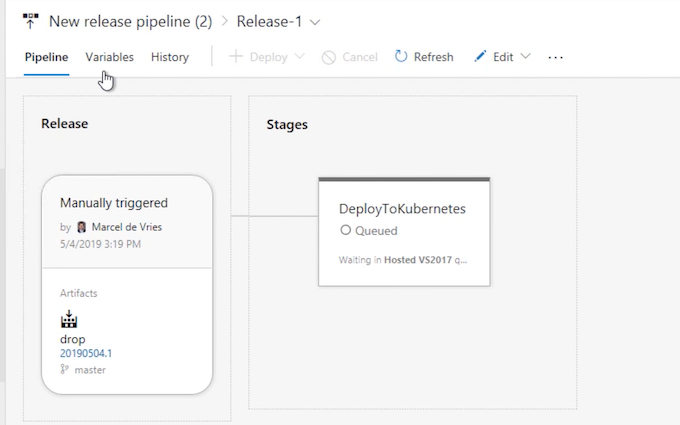 New release pipeline (2) > Release-1
Pipeline Variables History Deploy Cancel Refresh Edit ...
Release
Stages
Manually triggered
by Marcel de Vries
5/4/2019 3:19 PM
Artifacts
drop
20190504.1
master
DeployToKubernetes
Queued
Waiting in Hosted VS2017 q...